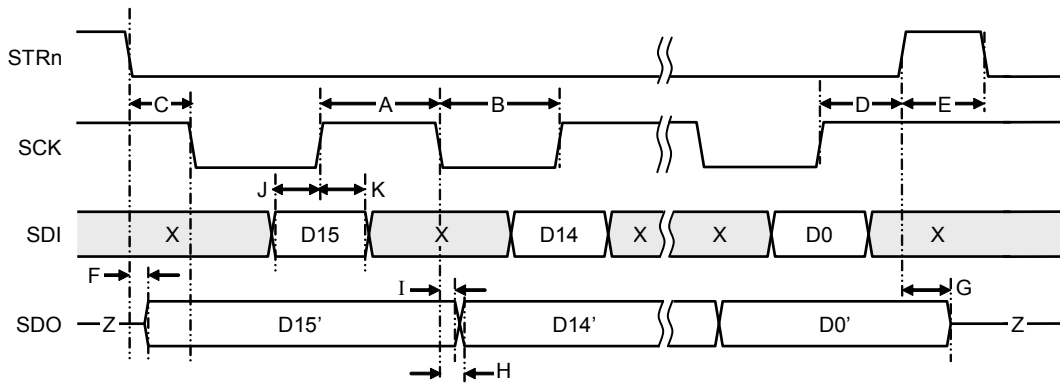 STRn
C A B D E
SCK
J K
SDI X D15 X D14 X X D0 X
F I G
SDO Z D15' D14' D0' Z
H